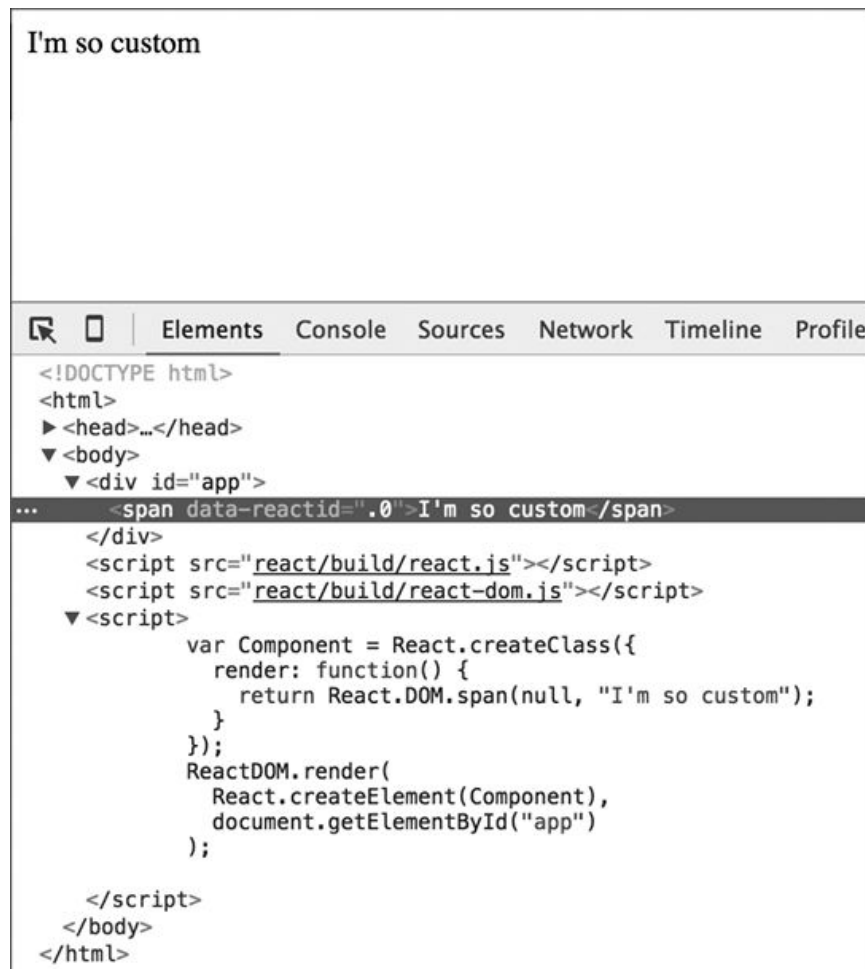 I'm so custom
Elements Console Sources Network Timeline Profile
<!DOCTYPE html>
<html>
▶<head>…</head>
▼<body>
▼<div id="app">
<span data-reactid=".0">I'm so custom</span>
</div>
<script src="react/build/react.js"></script>
<script src="react/build/react-dom.js"></script>
▼<script>
var Component = React.createClass({
render: function() {
return React.DOM.span(null, "I'm so custom");
}
});
ReactDOM.render(
React.createElement(Component),
document.getElementById("app")
);
</script>
</body>
</html>